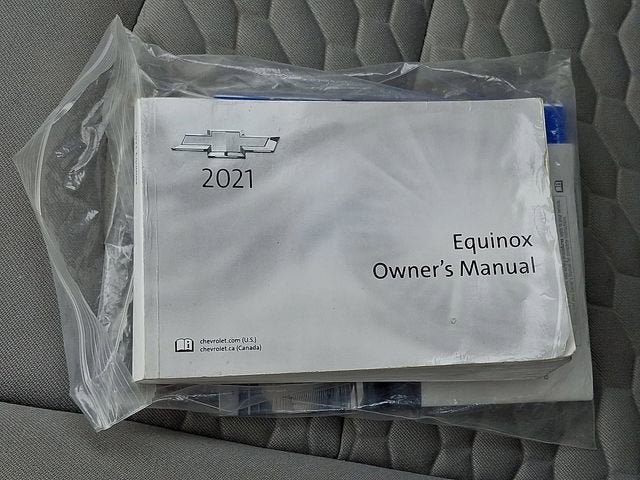 2021
Equinox
Owner's Manual
chevrolet.com (U.S.)
chevrolet.ca (Canada)